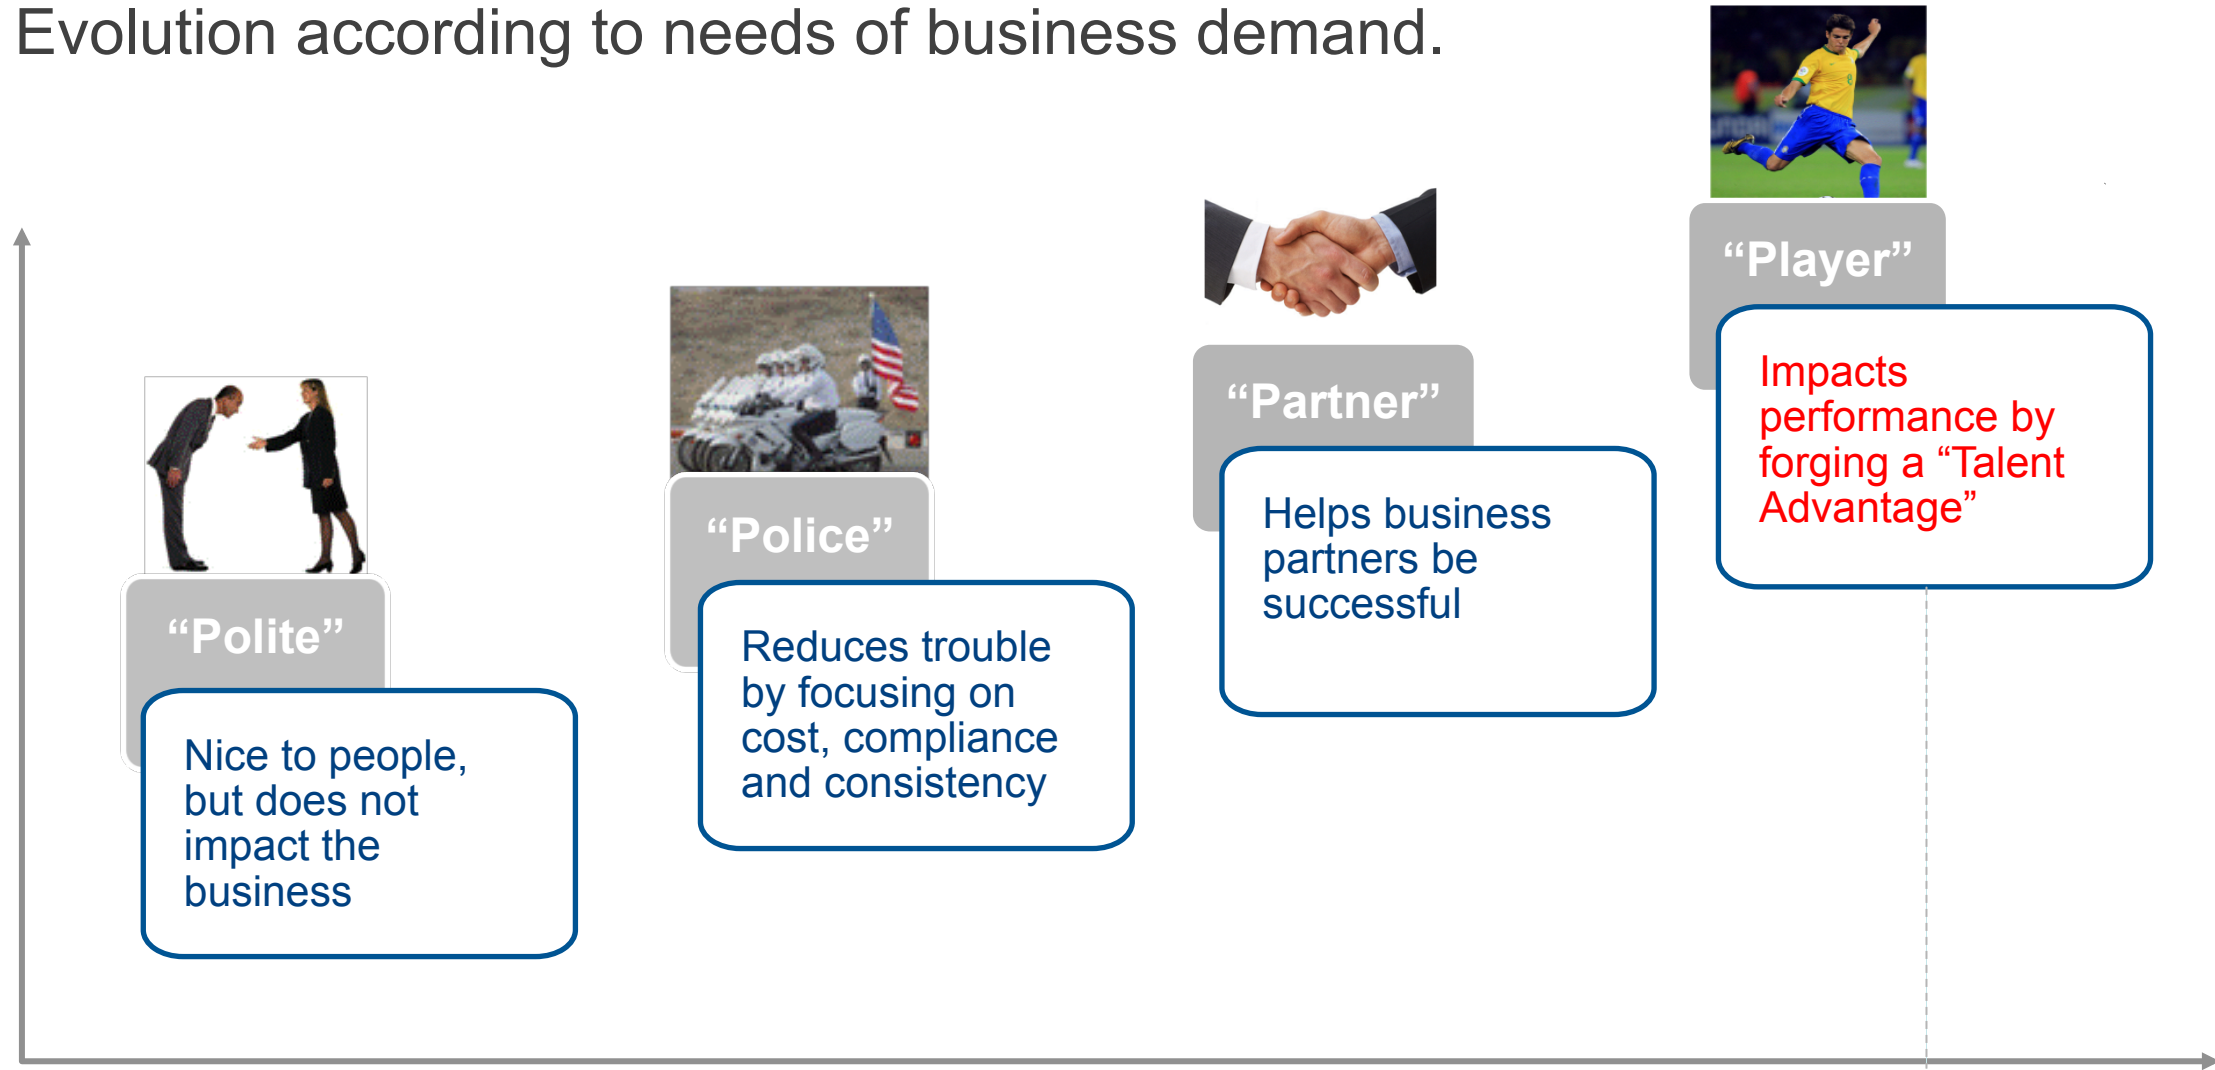 Evolution according to needs of business demand.
“Polite”
Nice to people,
but does not
impact the
business
“Police”
Reduces trouble
by focusing on
cost, compliance
and consistency
“Partner”
Helps business
partners be
successful
“Player”
Impacts
performance by
forging a “Talent
Advantage”